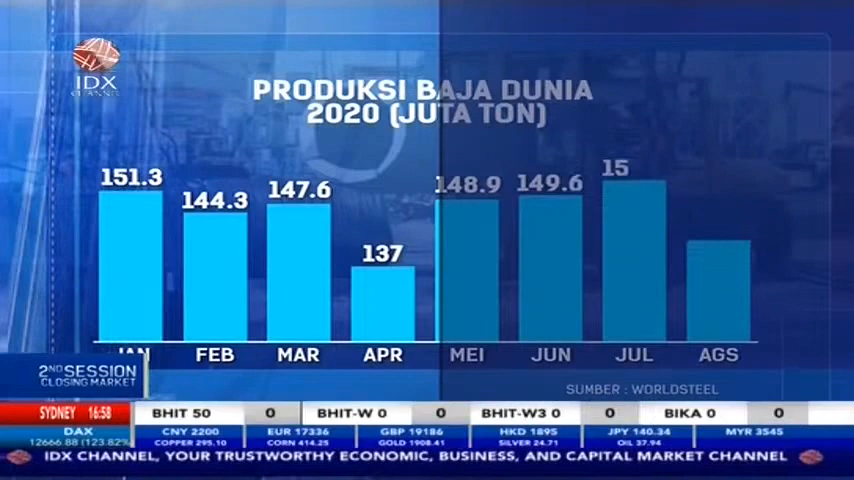 IDX
CHANNEL
PRODUKSI BAJA DUNIA
2020 (JUTA TON)
151.3
144.3
147.6
137
148.9
149.6
15
JAN
FEB
MAR
APR
MEI
JUN
JUL
AGS
SUMBER : WORLDSTEEL
2ND SESSION
CLOSING MARKET
SYDNEY 16:58
BHIT 50 0 BHIT-W 0 0 BHIT-W3 0 0 BIKA 0 0
DAX CNY 2200 EUR 17336 GBP 19186 HKD 1895 JPY 140.34 MYR 3545
12666.88 (123.82% COPPER 295.10 CORN 414.25 GOLD 1908.41 SILVER 24.71 OIL 37.94
IDX CHANNEL, YOUR TRUSTWORTHY ECONOMIC, BUSINESS, AND CAPITAL MARKET CHANNEL